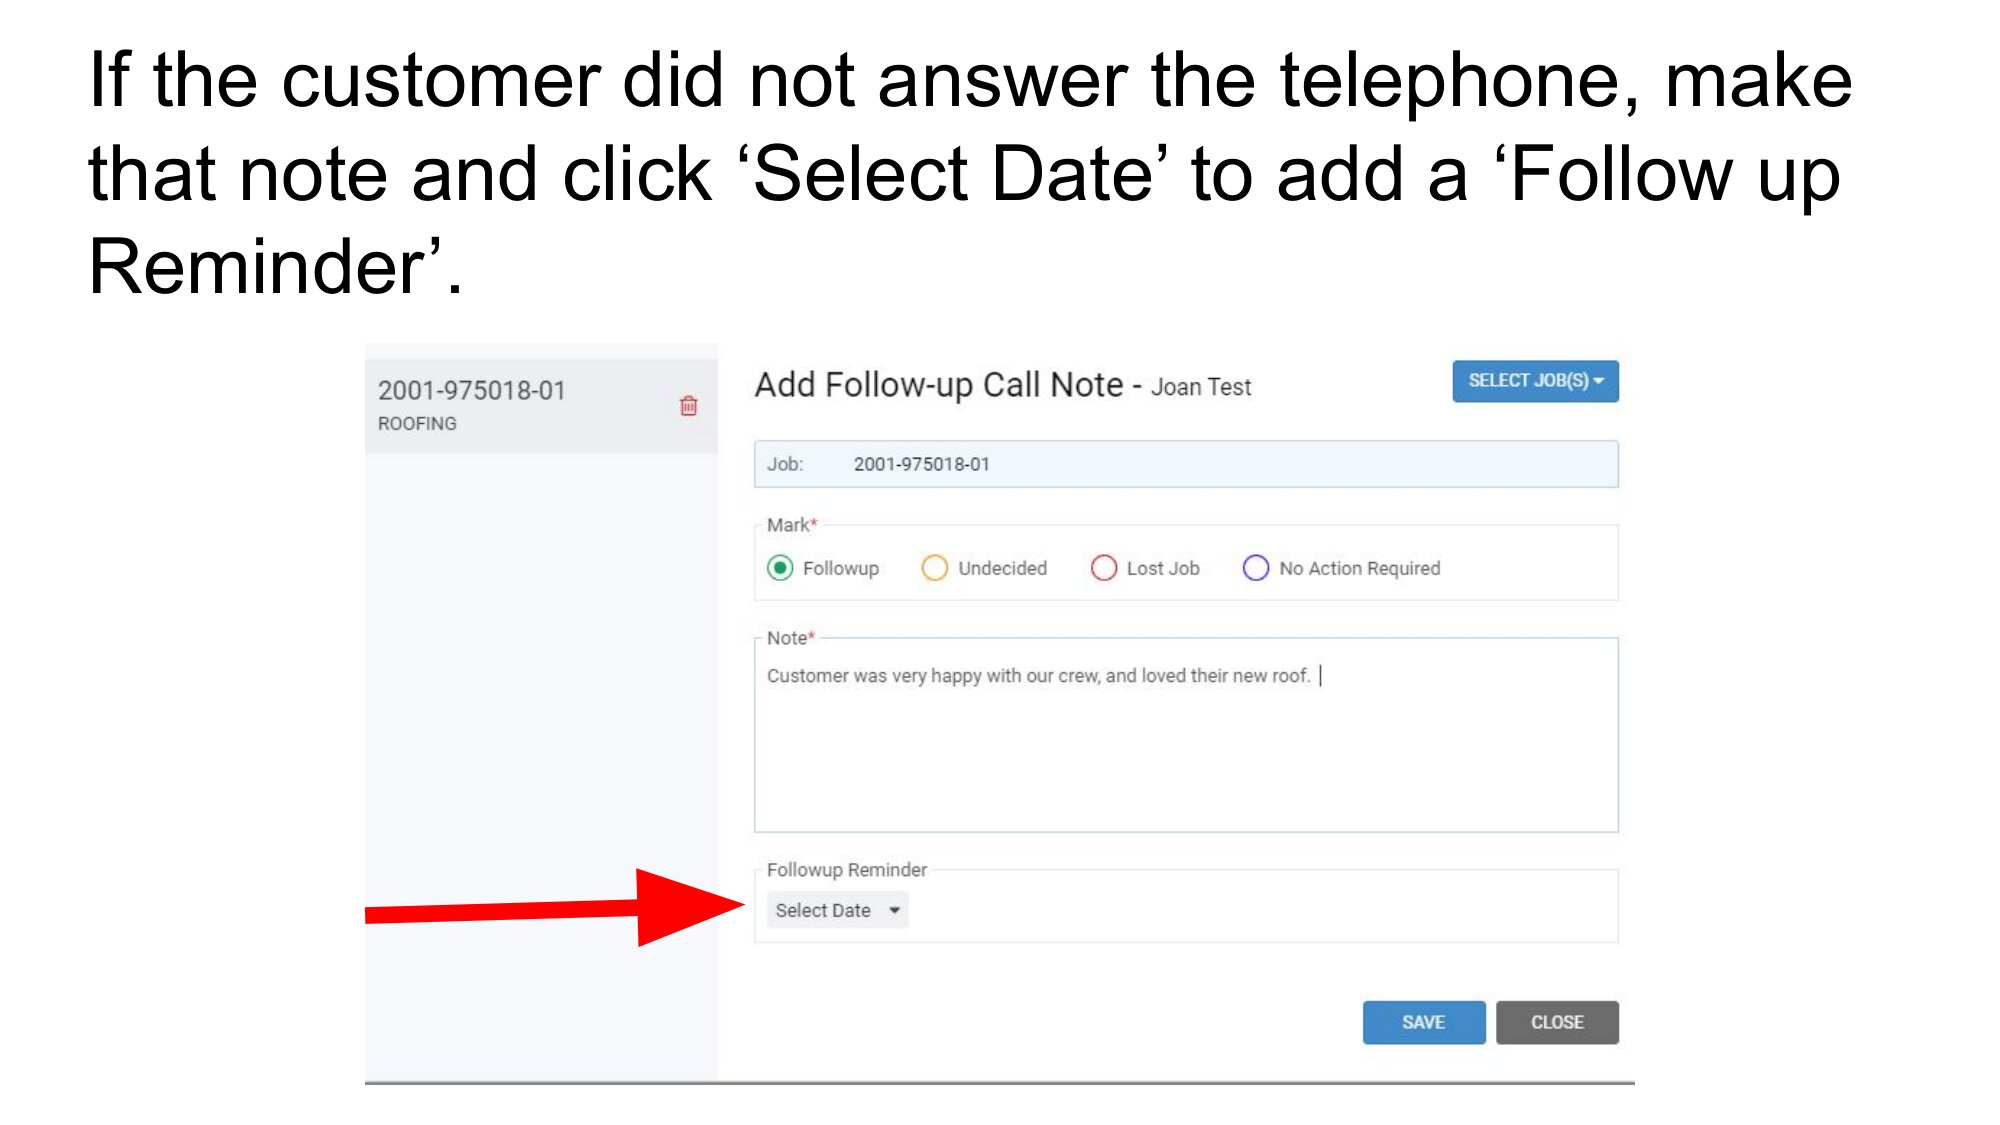 If the customer did not answer the telephone, make
that note and click ‘Select Date’ to add a ‘Follow up
Reminder’.
2001-975018-01
ROOFING
Add Follow-up Call Note - Joan Test
SELECT JOB(S)
Job: 2001-975018-01
Mark*
Followup Undecided Lost Job No Action Required
Note*
Customer was very happy with our crew, and loved their new roof.
Followup Reminder
Select Date
SAVE CLOSE